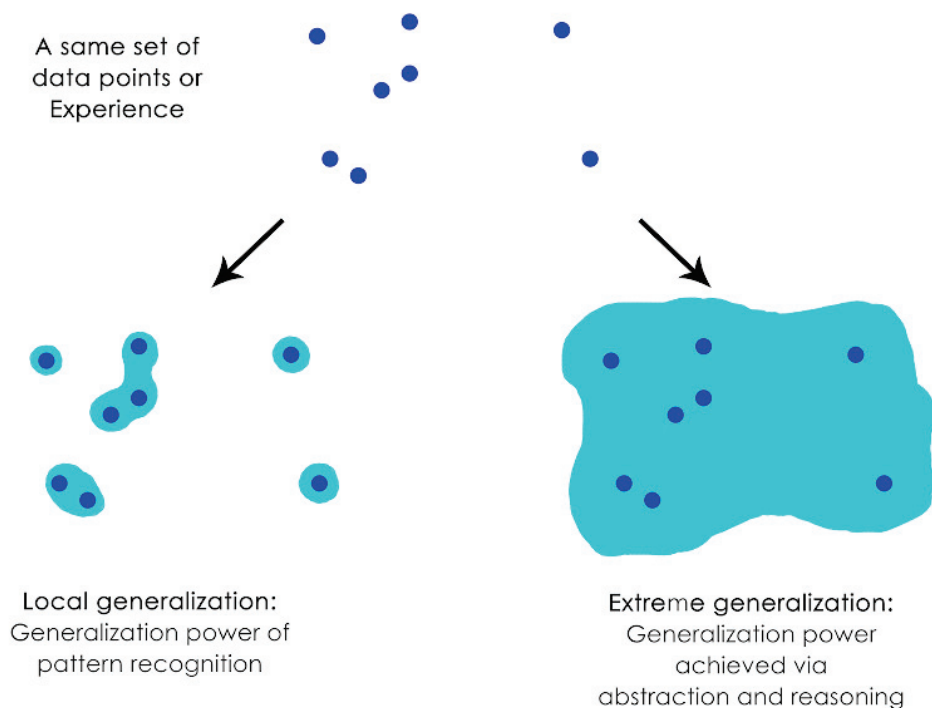 A same set of
data points or
Experience
Local generalization:
Generalization power of
pattern recognition
Extreme generalization:
Generalization power
achieved via
abstraction and reasoning